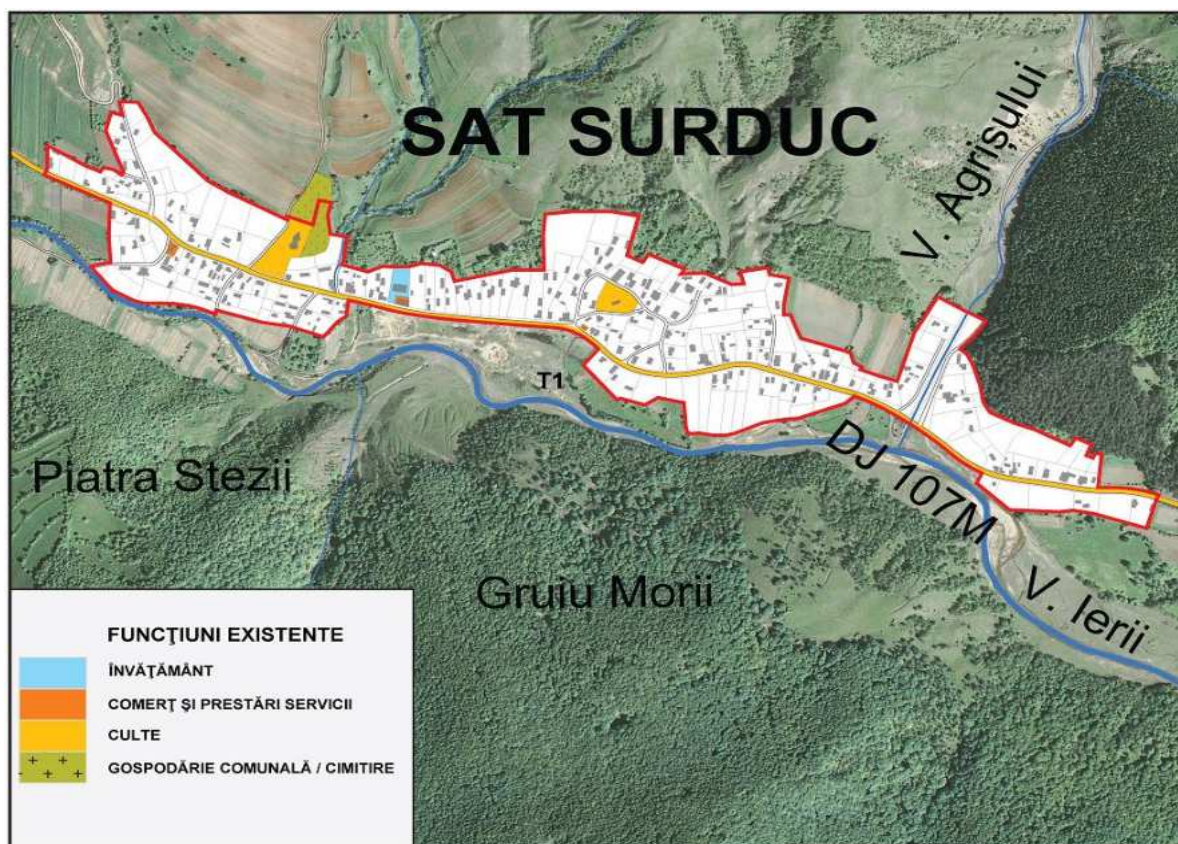 SAT SURDUC
V. Agrișului
T1
Piatra Stezii
DJ 107M
Gruiu Morii
V. Ierii
FUNCŢIUNI EXISTENTE
ÎNVĂŢĂMÂNT
COMERŢ ŞI PRESTĂRI SERVICII
CULTE
GOSPODĂRIE COMUNALĂ / CIMITIRE